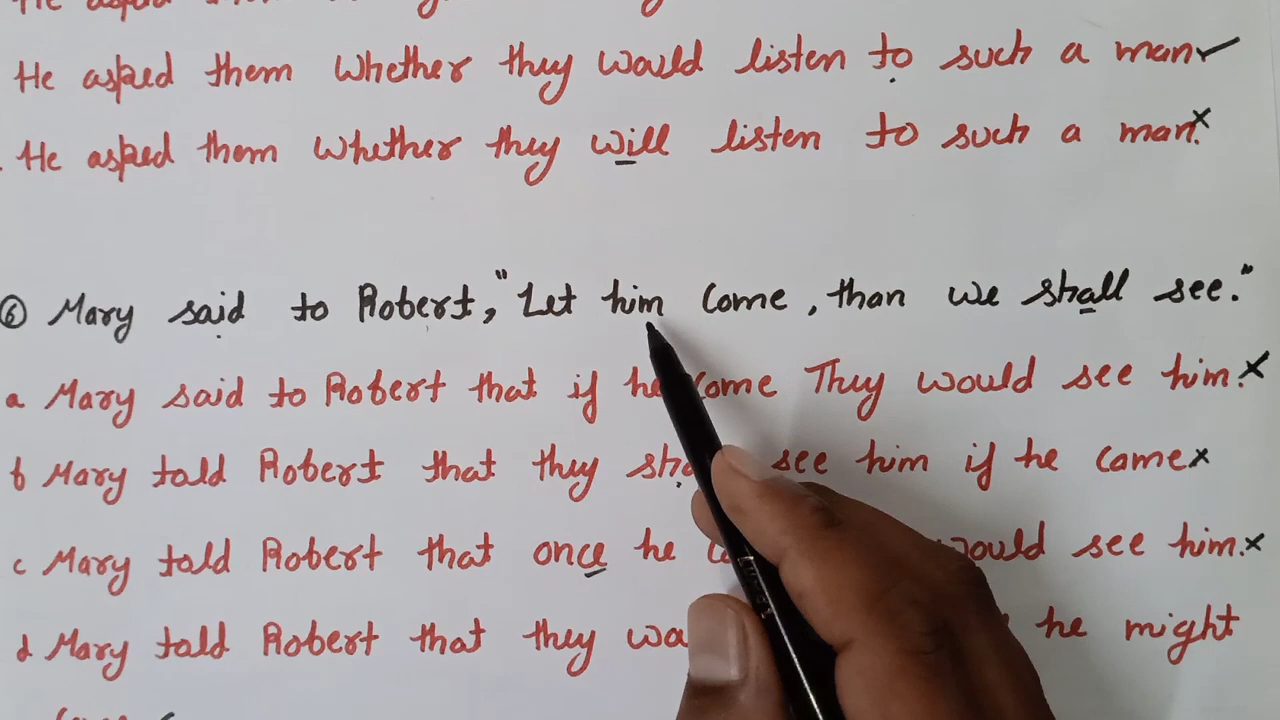 He asked
He asked them whether they would listen to such a man
He asked them whether they will listen to such a man.
6 Mary said to Robert, "Let him Come, than we shall see."
a Mary said to Robert that if he come They would see him.
b Mary told Robert that they see him if he came
c Mary told Robert that once he would see him.
d Mary told Robert that they he might